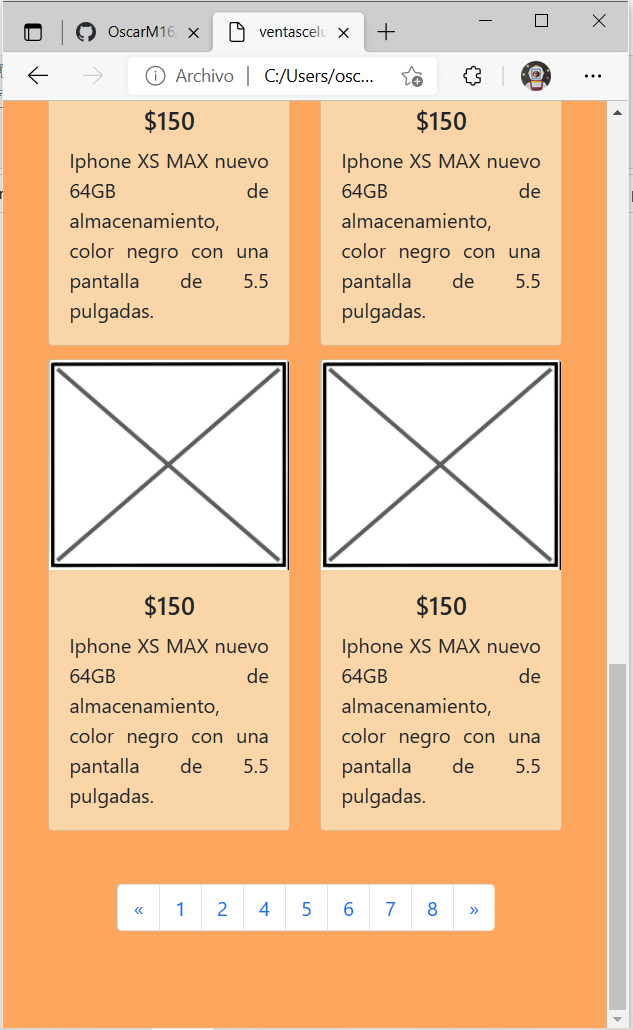 OscarM16
ventascelu
Archivo
C:/Users/osc...
$150
Iphone XS MAX nuevo
64GB de
almacenamiento,
color negro con una
pantalla de 5.5
pulgadas.
$150
Iphone XS MAX nuevo
64GB de
almacenamiento,
color negro con una
pantalla de 5.5
pulgadas.
$150
Iphone XS MAX nuevo
64GB de
almacenamiento,
color negro con una
pantalla de 5.5
pulgadas.
$150
Iphone XS MAX nuevo
64GB de
almacenamiento,
color negro con una
pantalla de 5.5
pulgadas.
« 1 2 4 5 6 7 8 »